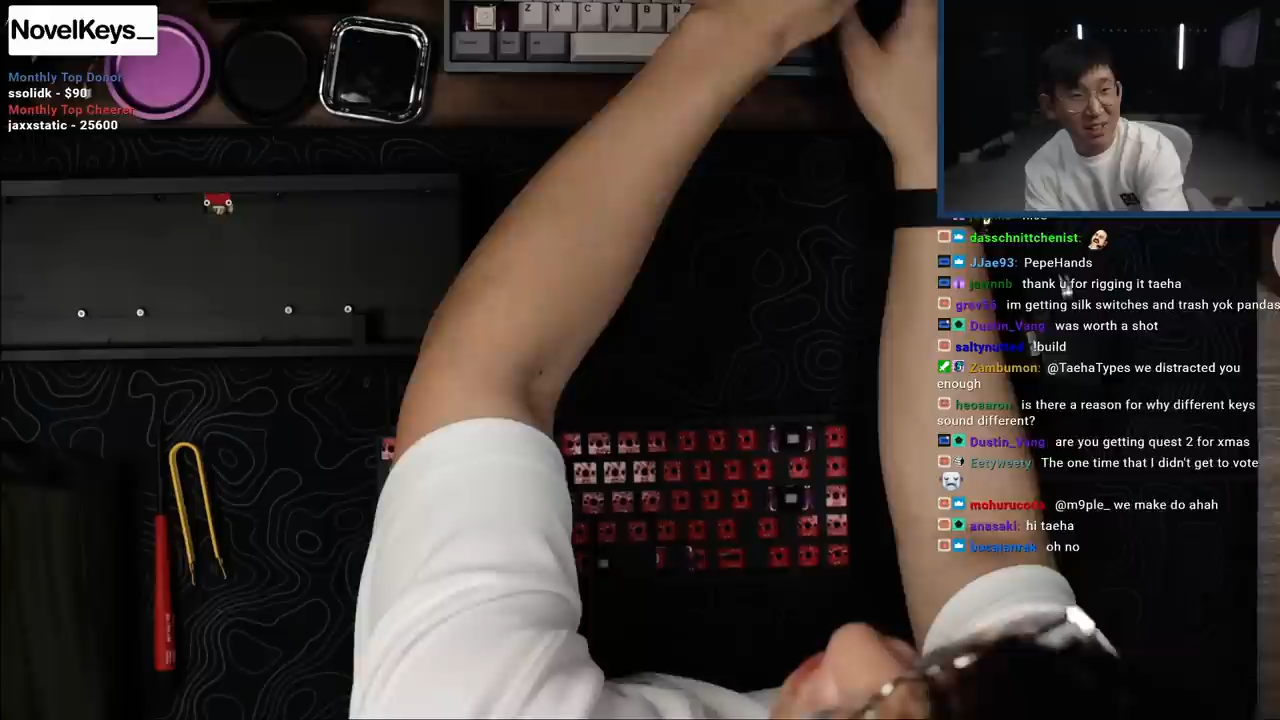 NovelKeys_
Monthly Top Donor
ssolidk - $90
Monthly Top Cheerer
jaxxstatic - 25600
Z X C V B N
dasschnittchenist:
JJae93: PepeHands
thank u for rigging it taeha
im getting silk switches and trash yok pandas
Dustin_Vang was worth a shot
!build
Zambumon: @TaehaTypes we distracted you
enough
heoaaron is there a reason for why different keys
sound different?
Dustin_Vang are you getting quest 2 for xmas
Eetyweety The one time that I didn't get to vote
@m9ple_ we make do ahah
anasaki: hi taeha
oh no